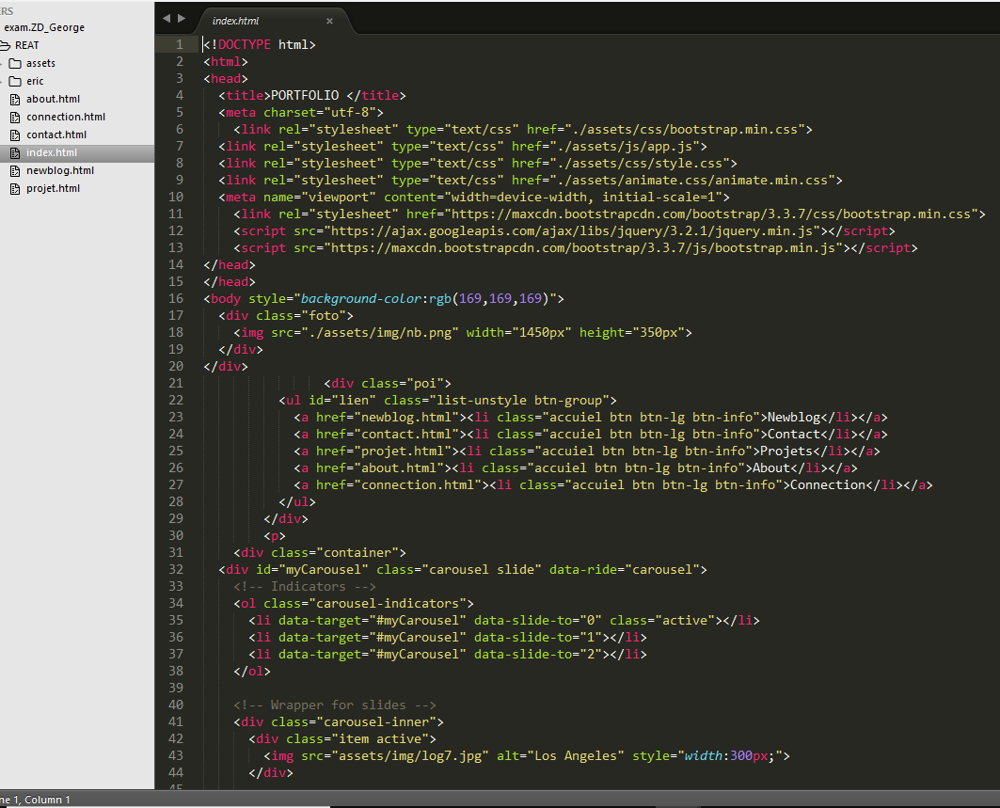 ERS
exam.ZD_George
REAT
assets
eric
about.html
connection.html
contact.html
index.html
newblog.html
projet.html
index.html ×
1 <!DOCTYPE html>
2 <html>
3 <head>
4 <title>PORTFOLIO </title>
5 <meta charset="utf-8">
6 <link rel="stylesheet" type="text/css" href="./assets/css/bootstrap.min.css">
7 <link rel="stylesheet" type="text/css" href="./assets/js/app.js">
8 <link rel="stylesheet" type="text/css" href="./assets/css/style.css">
9 <link rel="stylesheet" type="text/css" href="./assets/animate.css/animate.min.css">
10 <meta name="viewport" content="width=device-width, initial-scale=1">
11 <link rel="stylesheet" href="https://maxcdn.bootstrapcdn.com/bootstrap/3.3.7/css/bootstrap.min.css">
12 <script src="https://ajax.googleapis.com/ajax/libs/jquery/3.2.1/jquery.min.js"></script>
13 <script src="https://maxcdn.bootstrapcdn.com/bootstrap/3.3.7/js/bootstrap.min.js"></script>
14 </head>
15 </head>
16 <body style="background-color:rgb(169,169,169)">
17 <div class="foto">
18 <img src="./assets/img/nb.png" width="1450px" height="350px">
19 </div>
20 </div>
21 <div class="poi">
22 <ul id="lien" class="list-unstyle btn-group">
23 <a href="newblog.html"><li class="accuiel btn btn-lg btn-info">Newblog</li></a>
24 <a href="contact.html"><li class="accuiel btn btn-lg btn-info">Contact</li></a>
25 <a href="projet.html"><li class="accuiel btn btn-lg btn-info">Projets</li></a>
26 <a href="about.html"><li class="accuiel btn btn-lg btn-info">About</li></a>
27 <a href="connection.html"><li class="accuiel btn btn-lg btn-info">Connection</li></a>
28 </ul>
29 </div>
30 <p>
31 <div class="container">
32 <div id="myCarousel" class="carousel slide" data-ride="carousel">
33 <!-- Indicators -->
34 <ol class="carousel-indicators">
35 <li data-target="#myCarousel" data-slide-to="0" class="active"></li>
36 <li data-target="#myCarousel" data-slide-to="1"></li>
37 <li data-target="#myCarousel" data-slide-to="2"></li>
38 </ol>
39
40 <!-- Wrapper for slides -->
41 <div class="carousel-inner">
42 <div class="item active">
43 <img src="assets/img/log7.jpg" alt="Los Angeles" style="width:300px;">
44 </div>
45
ne 1, Column 1